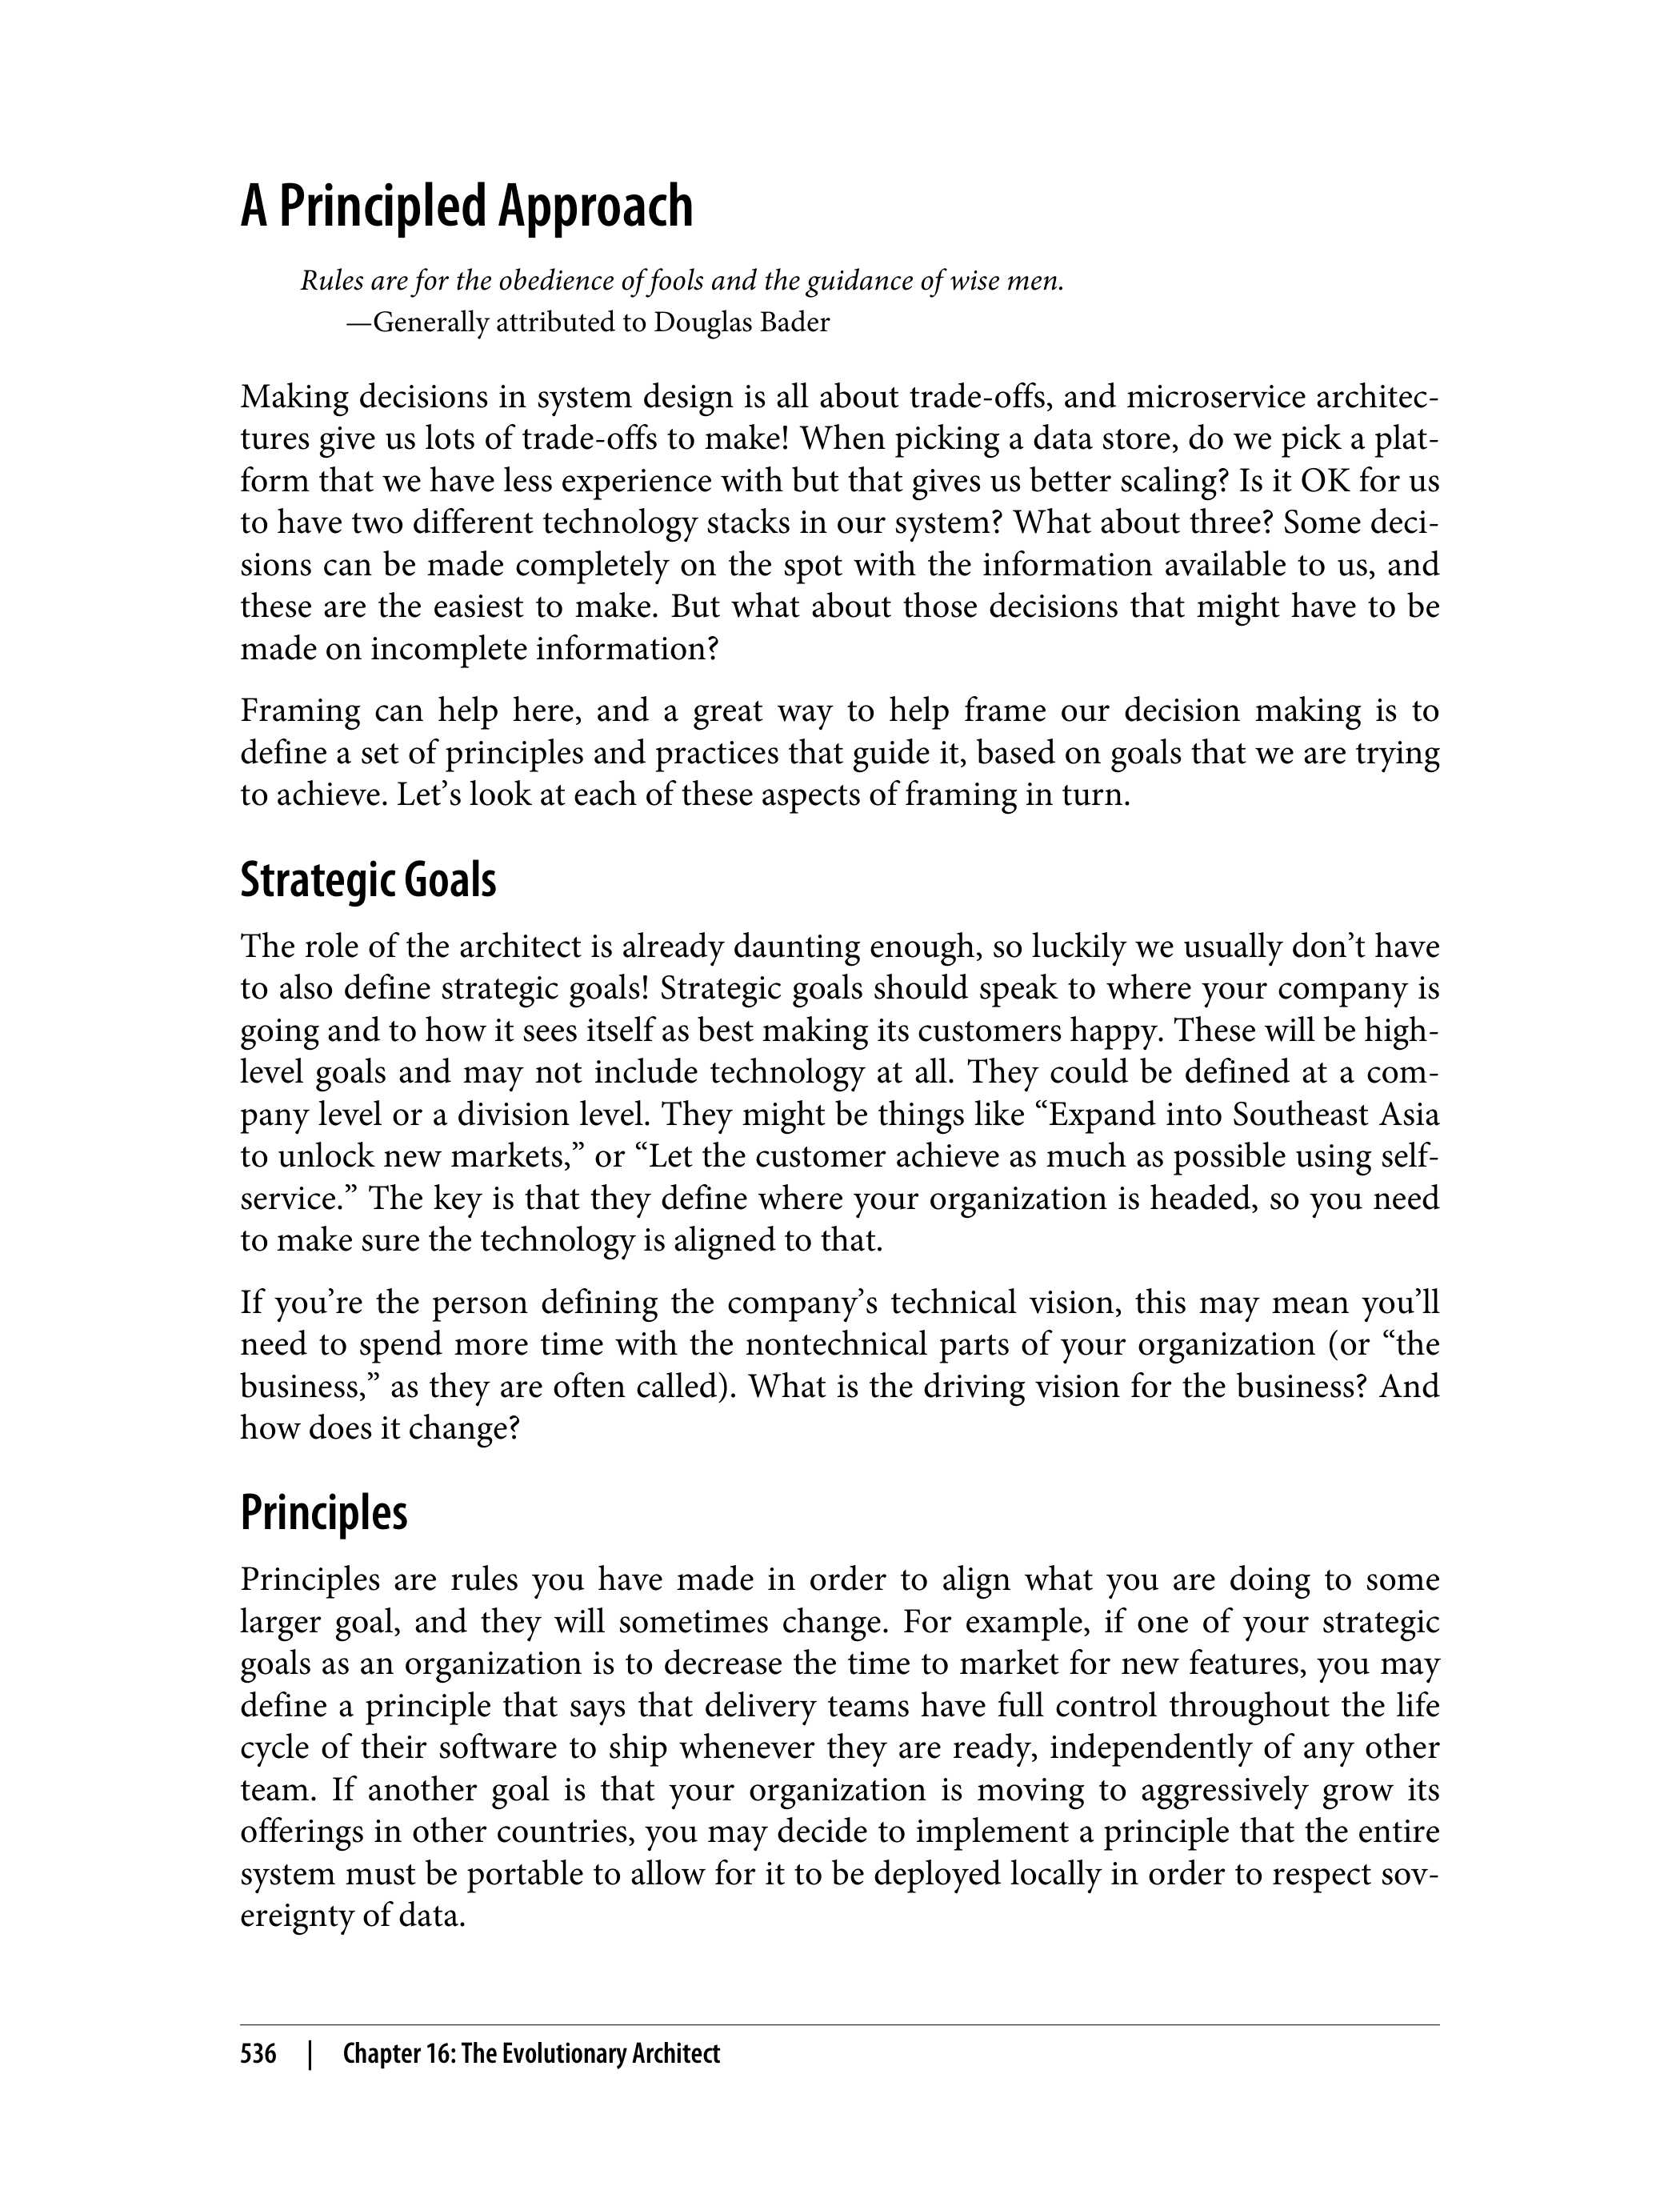 A Principled Approach
Rules are for the obedience of fools and the guidance of wise men.
—Generally attributed to Douglas Bader
Making decisions in system design is all about trade-offs, and microservice architec-
tures give us lots of trade-offs to make! When picking a data store, do we pick a plat-
form that we have less experience with but that gives us better scaling? Is it OK for us
to have two different technology stacks in our system? What about three? Some deci-
sions can be made completely on the spot with the information available to us, and
these are the easiest to make. But what about those decisions that might have to be
made on incomplete information?
Framing can help here, and a great way to help frame our decision making is to
define a set of principles and practices that guide it, based on goals that we are trying
to achieve. Let’s look at each of these aspects of framing in turn.
Strategic Goals
The role of the architect is already daunting enough, so luckily we usually don’t have
to also define strategic goals! Strategic goals should speak to where your company is
going and to how it sees itself as best making its customers happy. These will be high-
level goals and may not include technology at all. They could be defined at a com-
pany level or a division level. They might be things like “Expand into Southeast Asia
to unlock new markets,” or “Let the customer achieve as much as possible using self-
service.” The key is that they define where your organization is headed, so you need
to make sure the technology is aligned to that.
If you’re the person defining the company’s technical vision, this may mean you’ll
need to spend more time with the nontechnical parts of your organization (or “the
business,” as they are often called). What is the driving vision for the business? And
how does it change?
Principles
Principles are rules you have made in order to align what you are doing to some
larger goal, and they will sometimes change. For example, if one of your strategic
goals as an organization is to decrease the time to market for new features, you may
define a principle that says that delivery teams have full control throughout the life
cycle of their software to ship whenever they are ready, independently of any other
team. If another goal is that your organization is moving to aggressively grow its
offerings in other countries, you may decide to implement a principle that the entire
system must be portable to allow for it to be deployed locally in order to respect sov-
ereignty of data.
536 | Chapter 16: The Evolutionary Architect